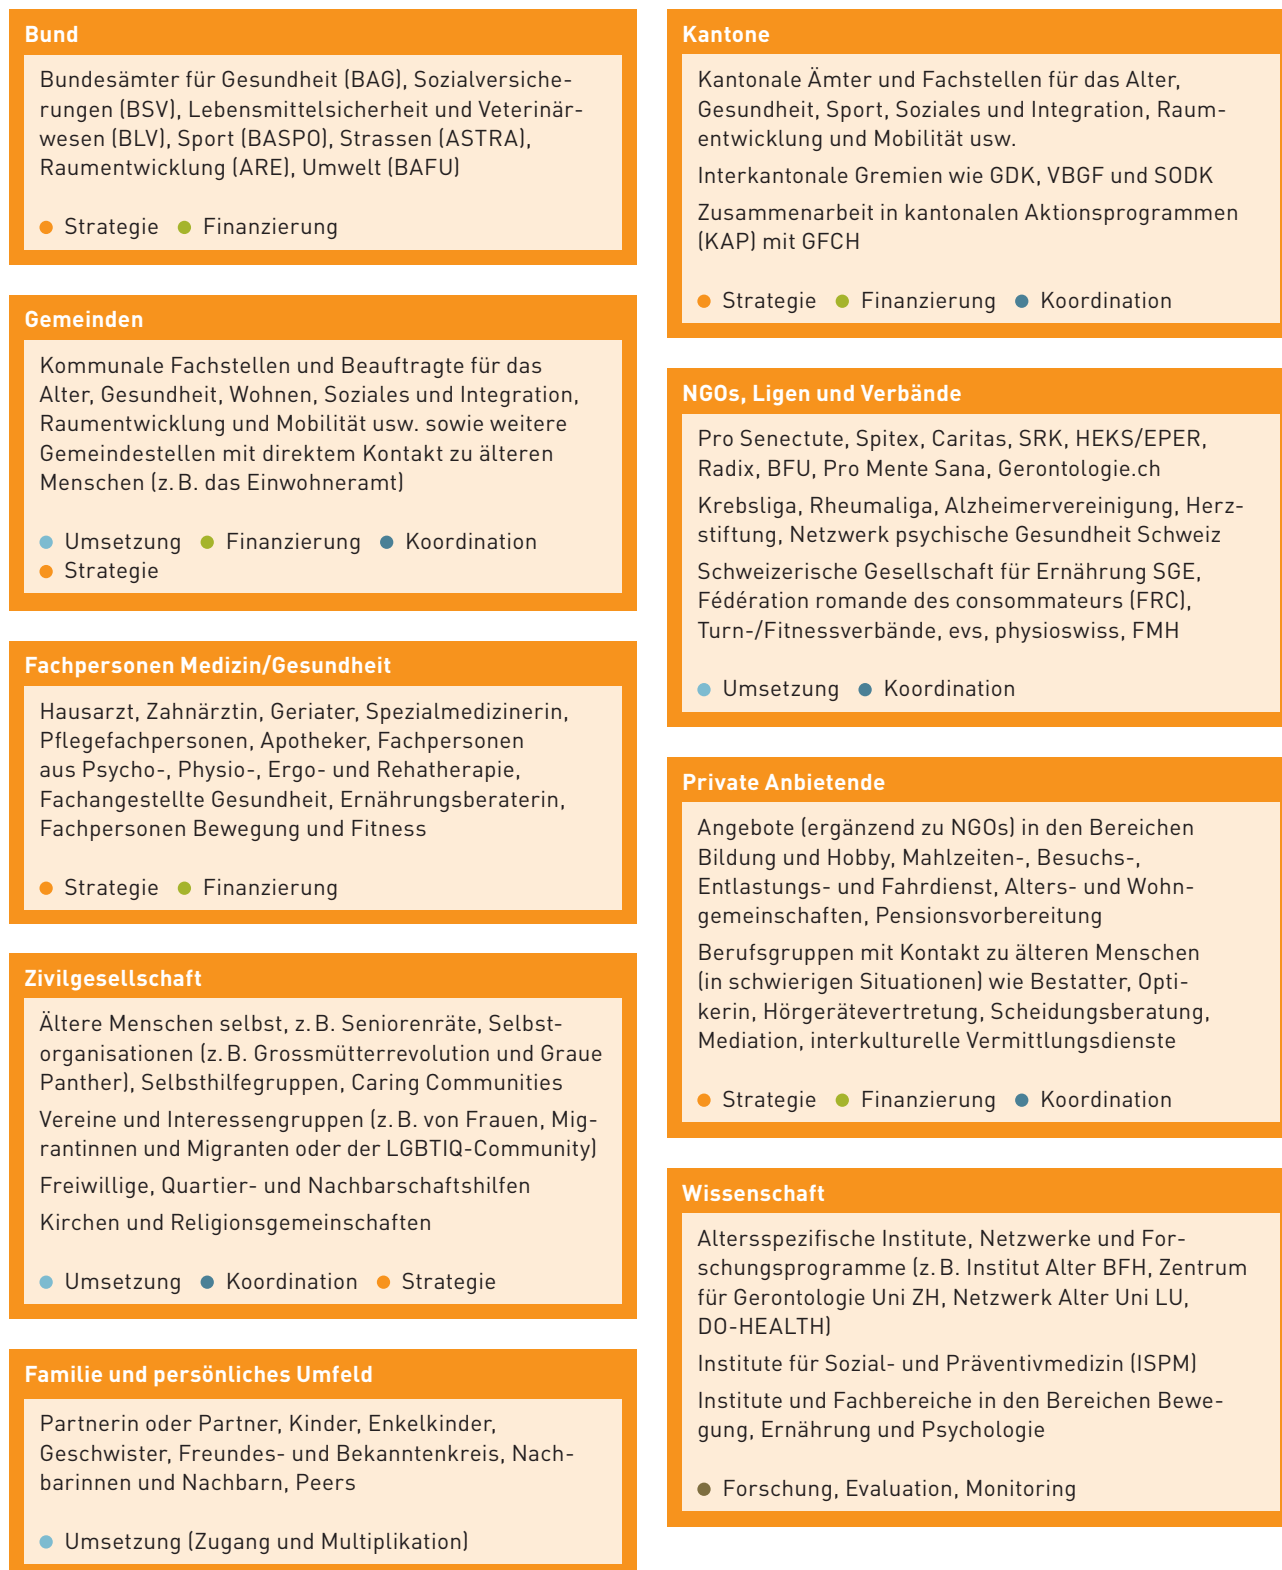 Bund
Bundesämter für Gesundheit (BAG), Sozialversiche-
rungen (BSV), Lebensmittelsicherheit und Veterinär-
wesen (BLV), Sport (BASPO), Strassen (ASTRA),
Raumentwicklung (ARE), Umwelt (BAFU)
Strategie Finanzierung
Gemeinden
Kommunale Fachstellen und Beauftragte für das
Alter, Gesundheit, Wohnen, Soziales und Integration,
Raumentwicklung und Mobilität usw. sowie weitere
Gemeindestellen mit direktem Kontakt zu älteren
Menschen (z. B. das Einwohneramt)
Umsetzung Finanzierung Koordination
Strategie
Fachpersonen Medizin/Gesundheit
Hausarzt, Zahnärztin, Geriater, Spezialmedizinerin,
Pflegefachpersonen, Apotheker, Fachpersonen
aus Psycho-, Physio-, Ergo- und Rehatherapie,
Fachangestellte Gesundheit, Ernährungsberaterin,
Fachpersonen Bewegung und Fitness
Strategie Finanzierung
Zivilgesellschaft
Ältere Menschen selbst, z. B. Seniorenräte, Selbst-
organisationen (z. B. Grossmütterrevolution und Graue
Panther), Selbsthilfegruppen, Caring Communities
Vereine und Interessengruppen (z. B. von Frauen, Mig-
rantinnen und Migranten oder der LGBTIQ-Community)
Freiwillige, Quartier- und Nachbarschaftshilfen
Kirchen und Religionsgemeinschaften
Umsetzung Koordination Strategie
Familie und persönliches Umfeld
Partnerin oder Partner, Kinder, Enkelkinder,
Geschwister, Freundes- und Bekanntenkreis, Nach-
barinnen und Nachbarn, Peers
Umsetzung (Zugang und Multiplikation)
Kantone
Kantonale Ämter und Fachstellen für das Alter,
Gesundheit, Sport, Soziales und Integration, Raum-
entwicklung und Mobilität usw.
Interkantonale Gremien wie GDK, VBGF und SODK
Zusammenarbeit in kantonalen Aktionsprogrammen
(KAP) mit GFCH
Strategie Finanzierung Koordination
NGOs, Ligen und Verbände
Pro Senectute, Spitex, Caritas, SRK, HEKS/EPER,
Radix, BFU, Pro Mente Sana, Gerontologie.ch
Krebsliga, Rheumaliga, Alzheimervereinigung, Herz-
stiftung, Netzwerk psychische Gesundheit Schweiz
Schweizerische Gesellschaft für Ernährung SGE,
Fédération romande des consommateurs (FRC),
Turn-/Fitnessverbände, evs, physioswiss, FMH
Umsetzung Koordination
Private Anbietende
Angebote (ergänzend zu NGOs) in den Bereichen
Bildung und Hobby, Mahlzeiten-, Besuchs-,
Entlastungs- und Fahrdienst, Alters- und Wohn-
gemeinschaften, Pensionsvorbereitung
Berufsgruppen mit Kontakt zu älteren Menschen
(in schwierigen Situationen) wie Bestatter, Opti-
kerin, Hörgerätevertretung, Scheidungsberatung,
Mediation, interkulturelle Vermittlungsdienste
Strategie Finanzierung Koordination
Wissenschaft
Altersspezifische Institute, Netzwerke und For-
schungsprogramme (z. B. Institut Alter BFH, Zentrum
für Gerontologie Uni ZH, Netzwerk Alter Uni LU,
DO-HEALTH)
Institute für Sozial- und Präventivmedizin (ISPM)
Institute und Fachbereiche in den Bereichen Bewe-
gung, Ernährung und Psychologie
Forschung, Evaluation, Monitoring